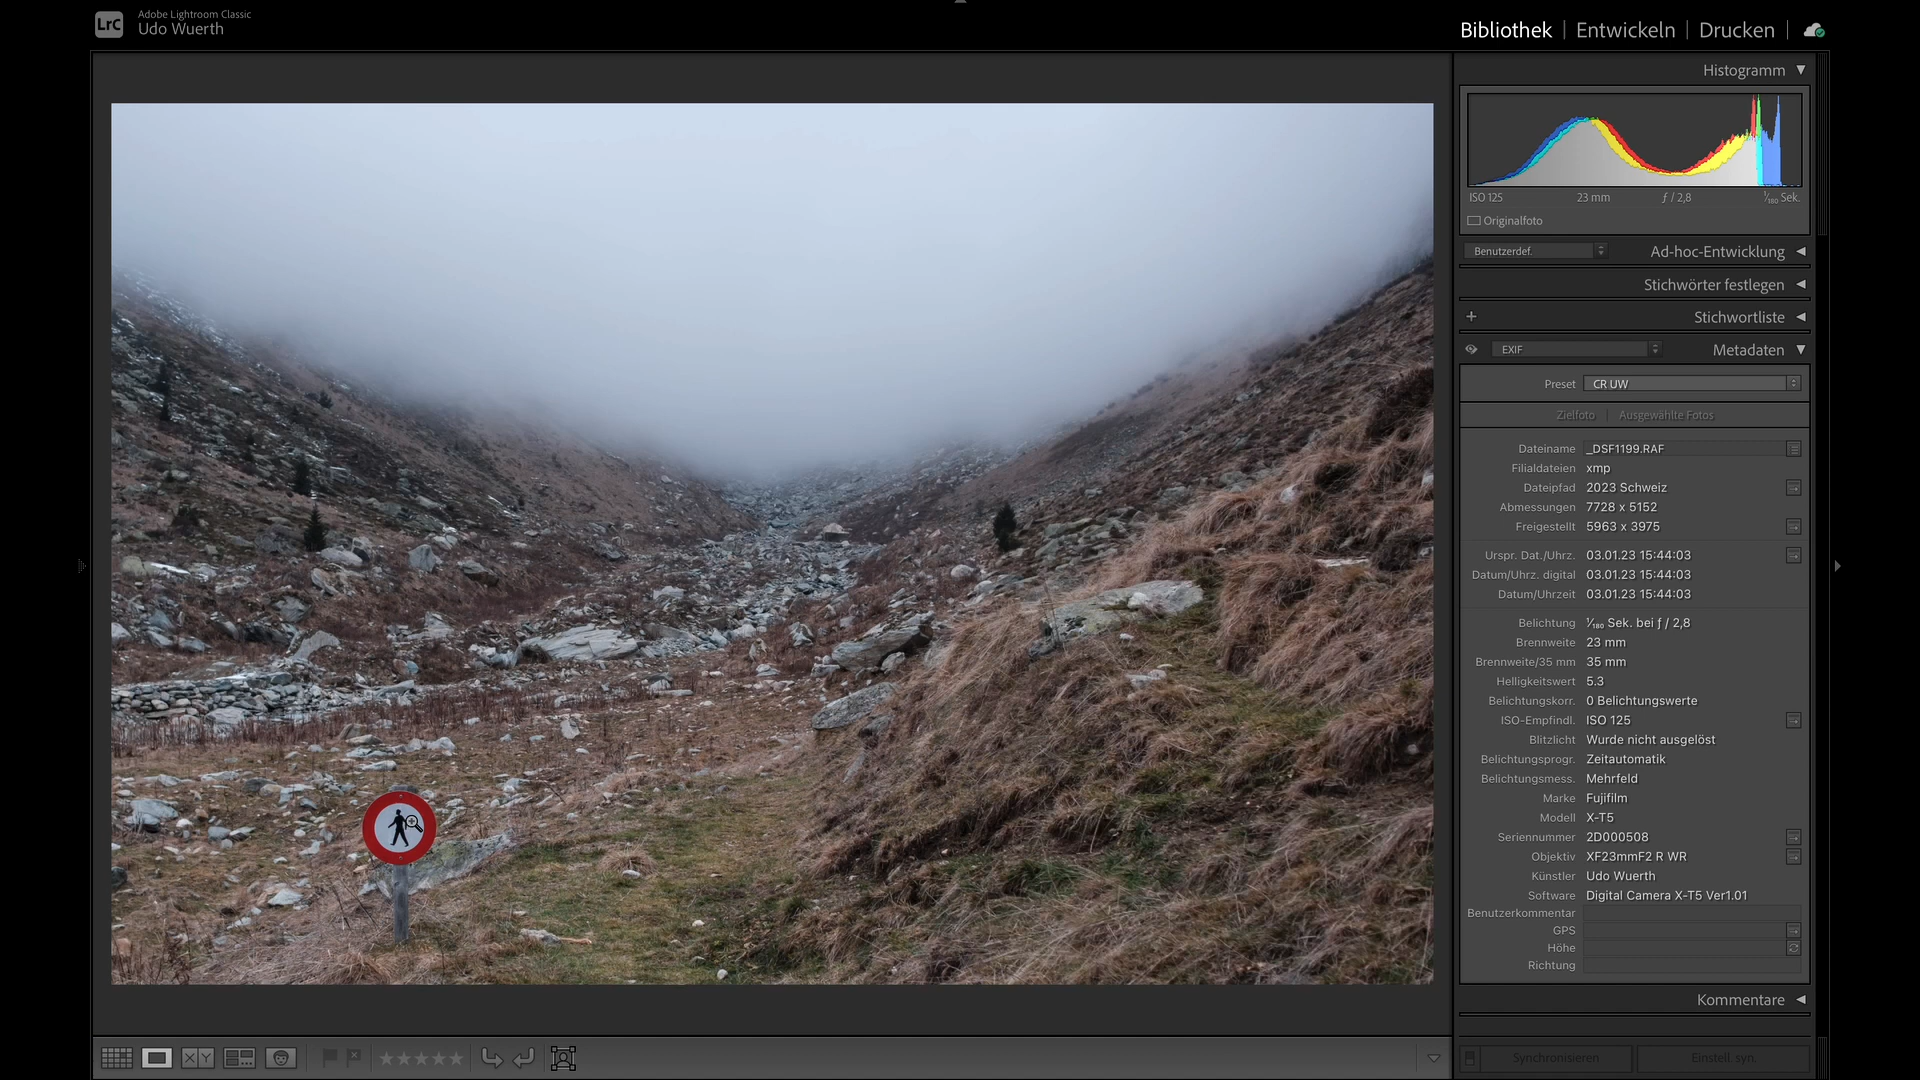 LrC
Adobe Lightroom Classic
Udo Wuerth
Bibliothek | Entwickeln | Drucken |
Histogramm
ISO 125 23 mm ƒ / 2,8 1/180 Sek.
Originalfoto
Benutzerdef. Ad-hoc-Entwicklung
Stichwörter festlegen
+ Stichwortliste
EXIF Metadaten
Preset CR UW
Zielfoto | Ausgewählte Fotos
Dateiname _DSF1199.RAF
Filialdateien xmp
Dateipfad 2023 Schweiz
Abmessungen 7728 x 5152
Freigestellt 5963 x 3975
Urspr. Dat./Uhrz. 03.01.23 15:44:03
Datum/Uhrz. digital 03.01.23 15:44:03
Datum/Uhrzeit 03.01.23 15:44:03
Belichtung 1/180 Sek. bei ƒ / 2,8
Brennweite 23 mm
Brennweite/35 mm 35 mm
Helligkeitswert 5.3
Belichtungskorr. 0 Belichtungswerte
ISO-Empfindl. ISO 125
Blitzlicht Wurde nicht ausgelöst
Belichtungsprogr. Zeitautomatik
Belichtungsmess. Mehrfeld
Marke Fujifilm
Modell X-T5
Seriennummer 2D000508
Objektiv XF23mmF2 R WR
Künstler Udo Wuerth
Software Digital Camera X-T5 Ver1.01
Benutzerkommentar
GPS
Höhe
Richtung
Kommentare
X Y
Synchronisieren Einstell. syn.